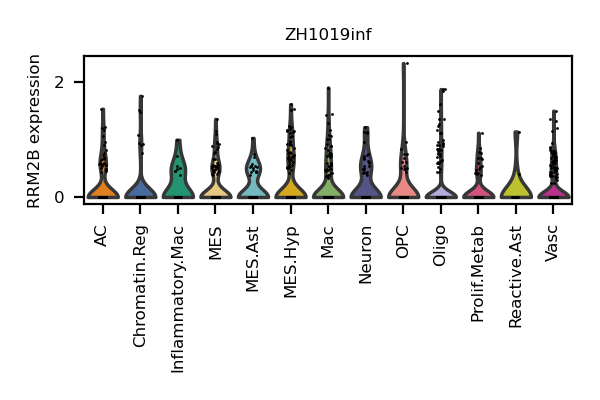 ZH1019inf
RRM2B expression
2
0
AC
Chromatin.Reg
Inflammatory.Mac
MES
MES.Ast
MES.Hyp
Mac
Neuron
OPC
Oligo
Prolif.Metab
Reactive.Ast
Vasc